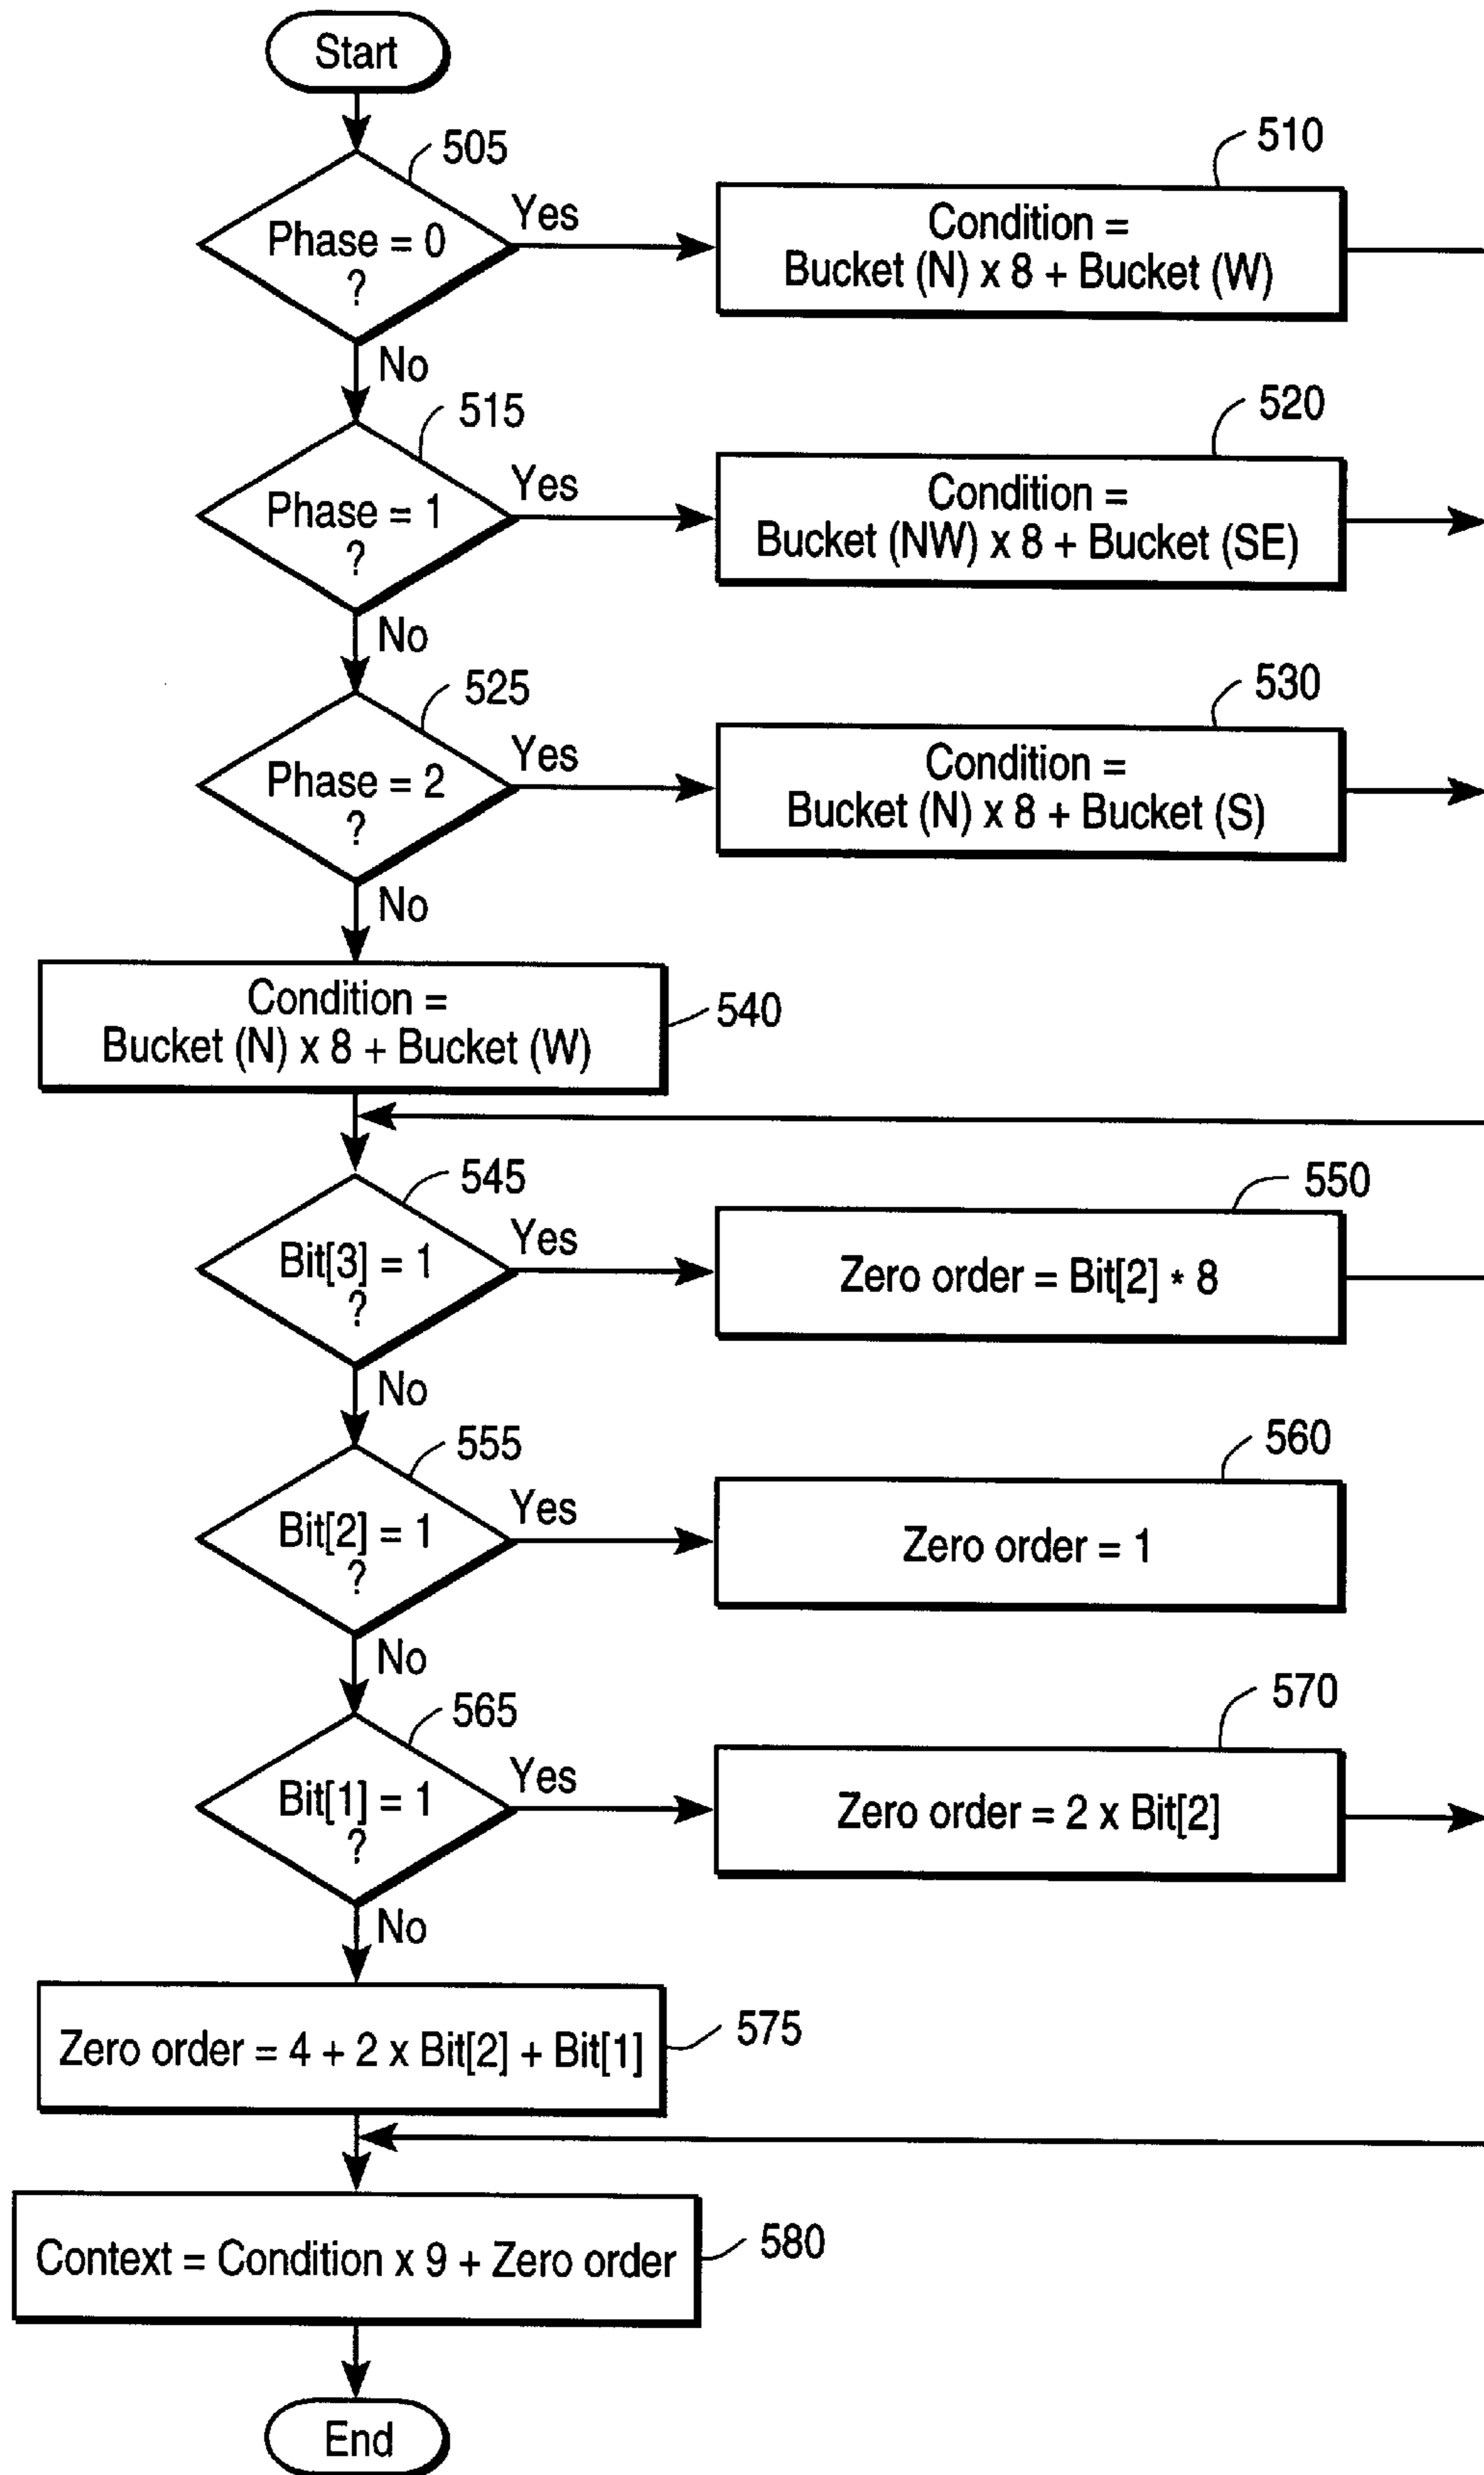 Start
505
Phase = 0
?
Yes
510
Condition =
Bucket (N) x 8 + Bucket (W)
No
515
Phase = 1
?
Yes
520
Condition =
Bucket (NW) x 8 + Bucket (SE)
No
525
Phase = 2
?
Yes
530
Condition =
Bucket (N) x 8 + Bucket (S)
No
Condition =
Bucket (N) x 8 + Bucket (W)
540
545
Bit[3] = 1
?
Yes
550
Zero order = Bit[2] * 8
No
555
Bit[2] = 1
?
Yes
560
Zero order = 1
No
565
Bit[1] = 1
?
Yes
570
Zero order = 2 x Bit[2]
No
Zero order = 4 + 2 x Bit[2] + Bit[1]
575
Context = Condition x 9 + Zero order
580
End